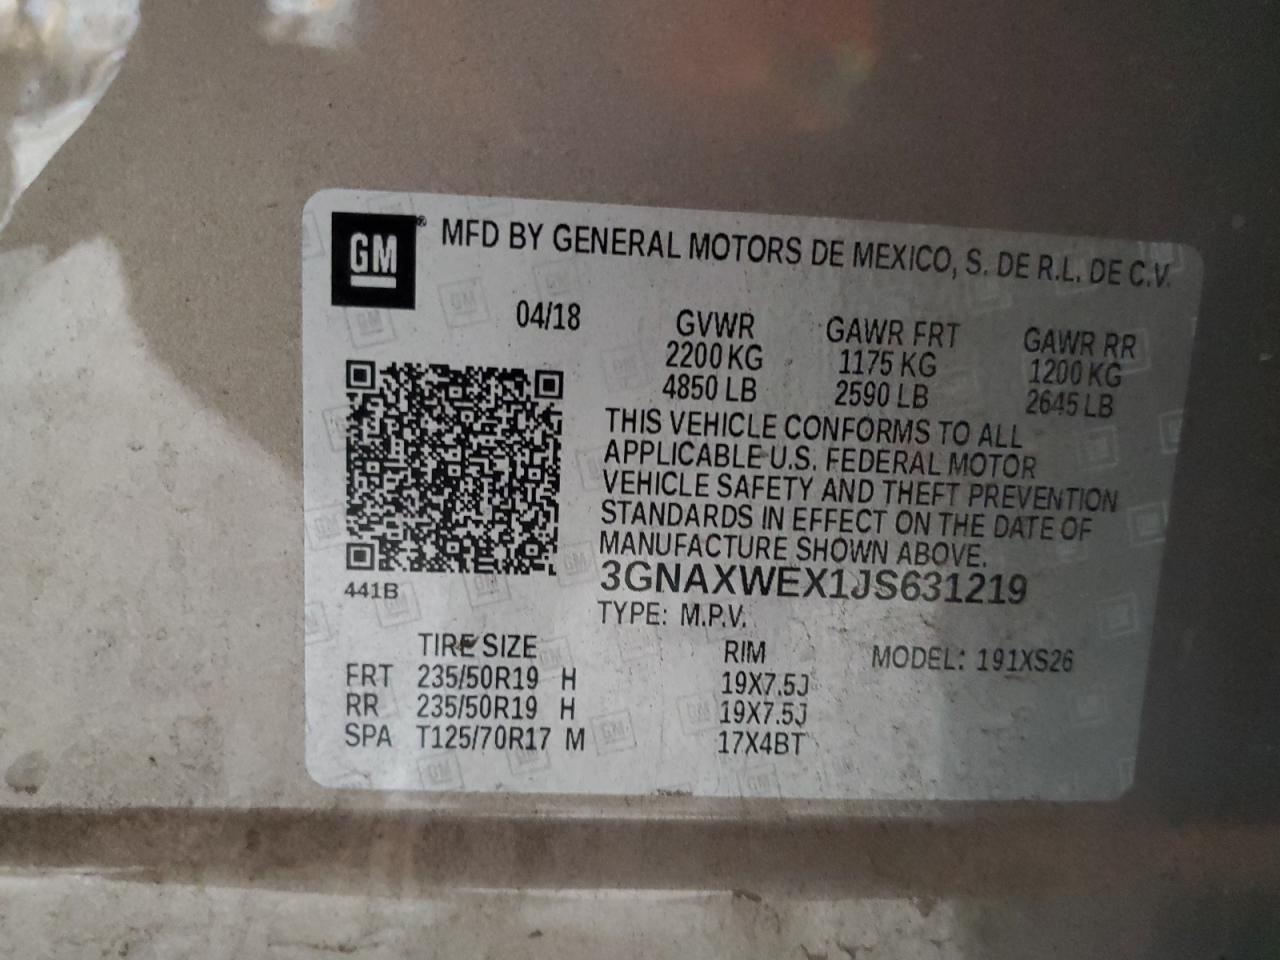 GM® MFD BY GENERAL MOTORS DE MEXICO, S. DE R.L. DE C.V.
04/18 GVWR GAWR FRT GAWR RR
2200 KG 1175 KG 1200 KG
4850 LB 2590 LB 2645 LB
THIS VEHICLE CONFORMS TO ALL
APPLICABLE U.S. FEDERAL MOTOR
VEHICLE SAFETY AND THEFT PREVENTION
STANDARDS IN EFFECT ON THE DATE OF
MANUFACTURE SHOWN ABOVE.
441B 3GNAXWEX1JS631219
TYPE: M.P.V.
TIRE SIZE RIM MODEL: 191XS26
FRT 235/50R19 H 19X7.5J
RR 235/50R19 H 19X7.5J
SPA T125/70R17 M 17X4BT